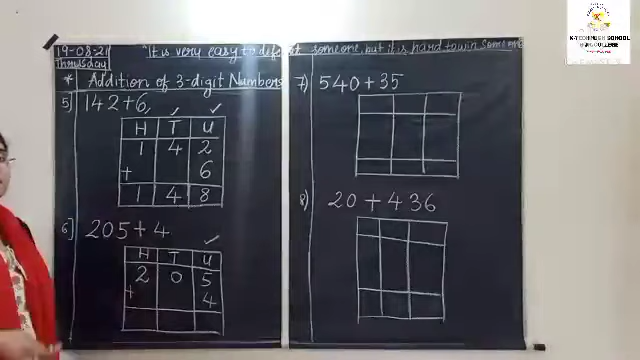 19-08-21 "It is very easy to defeat someone, but it is hard to win someone
Thursday
* Addition of 3-digit Numbers
5] 142+6,
H T U
1 4 2
+ 6
1 4 8
6] 205+4
H T U
2 0 5
+ 4
7) 540+35
8) 20+436
K-TECHNO SCHOOL